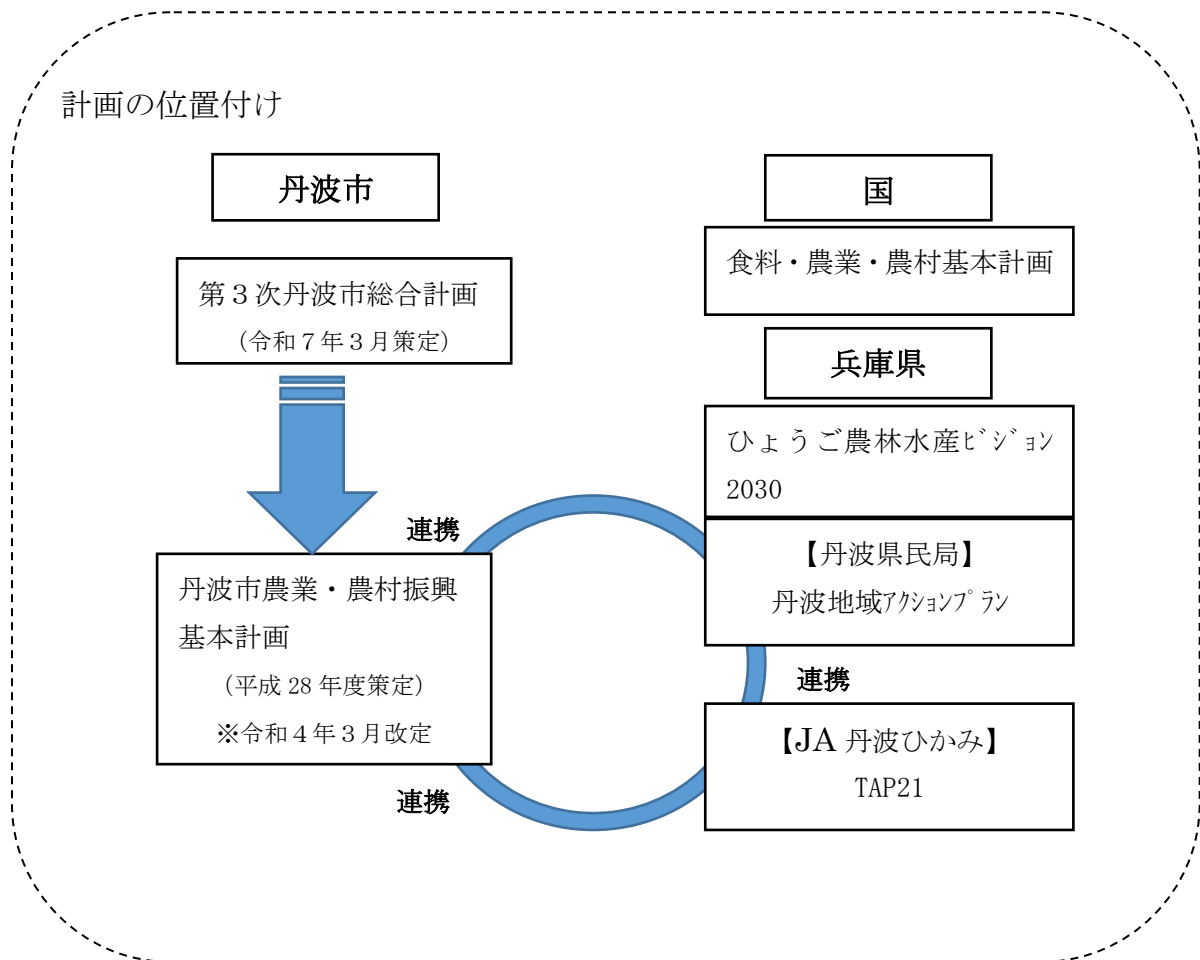 計画の位置付け
丹波市
第３次丹波市総合計画
（令和７年３月策定）
連携
丹波市農業・農村振興
基本計画
（平成 28 年度策定）
※令和４年３月改定
連携
国
食料・農業・農村基本計画
兵庫県
ひょうご農林水産ﾋﾞｼﾞｮﾝ
2030
【丹波県民局】
丹波地域ｱｸｼｮﾝﾌﾟﾗﾝ
連携
【JA 丹波ひかみ】
TAP21